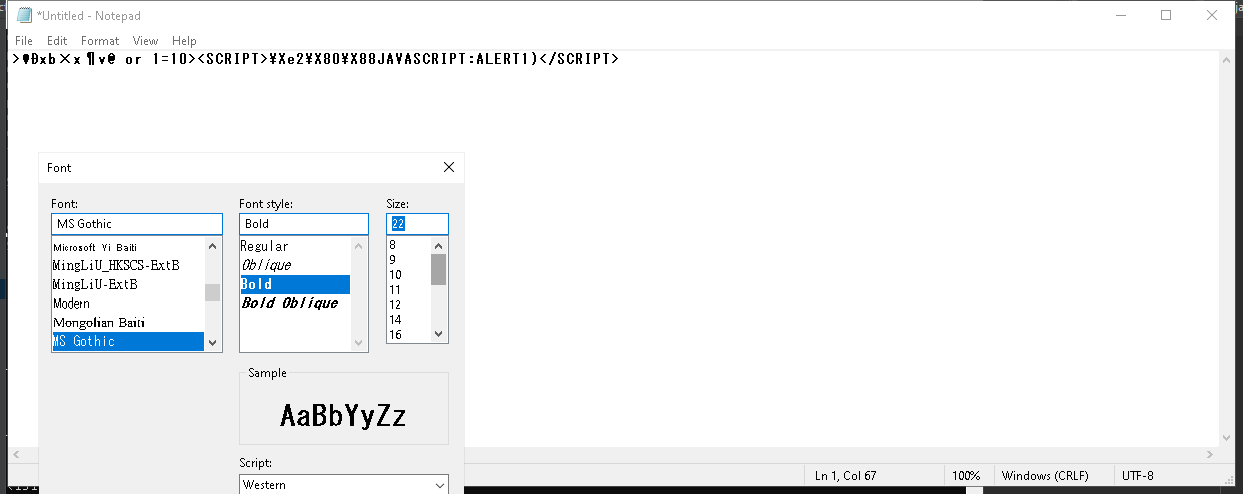 *Untitled - Notepad
File Edit Format View Help
>♥Đxb×x¶v@ or 1=10><SCRIPT>¥Xe2¥X80¥X88JAVASCRIPT:ALERT1)</SCRIPT>
Font
Font: Font style: Size:
MS Gothic Bold 22
Microsoft Yi Baiti Regular 8
MingLiU_HKSCS-ExtB Oblique 9
MingLiU-ExtB Bold 10
Modern Bold Oblique 11
Mongolian Baiti 12
MS Gothic 14
16
Sample
AaBbYyZz
Script:
Western
Ln 1, Col 67 100% Windows (CRLF) UTF-8